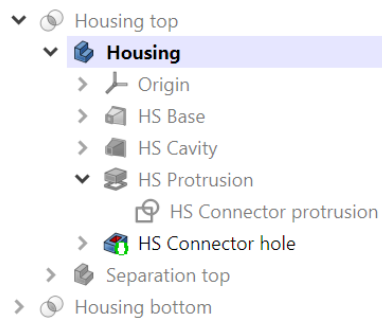 Housing top
Housing
Origin
HS Base
HS Cavity
HS Protrusion
HS Connector protrusion
HS Connector hole
Separation top
Housing bottom